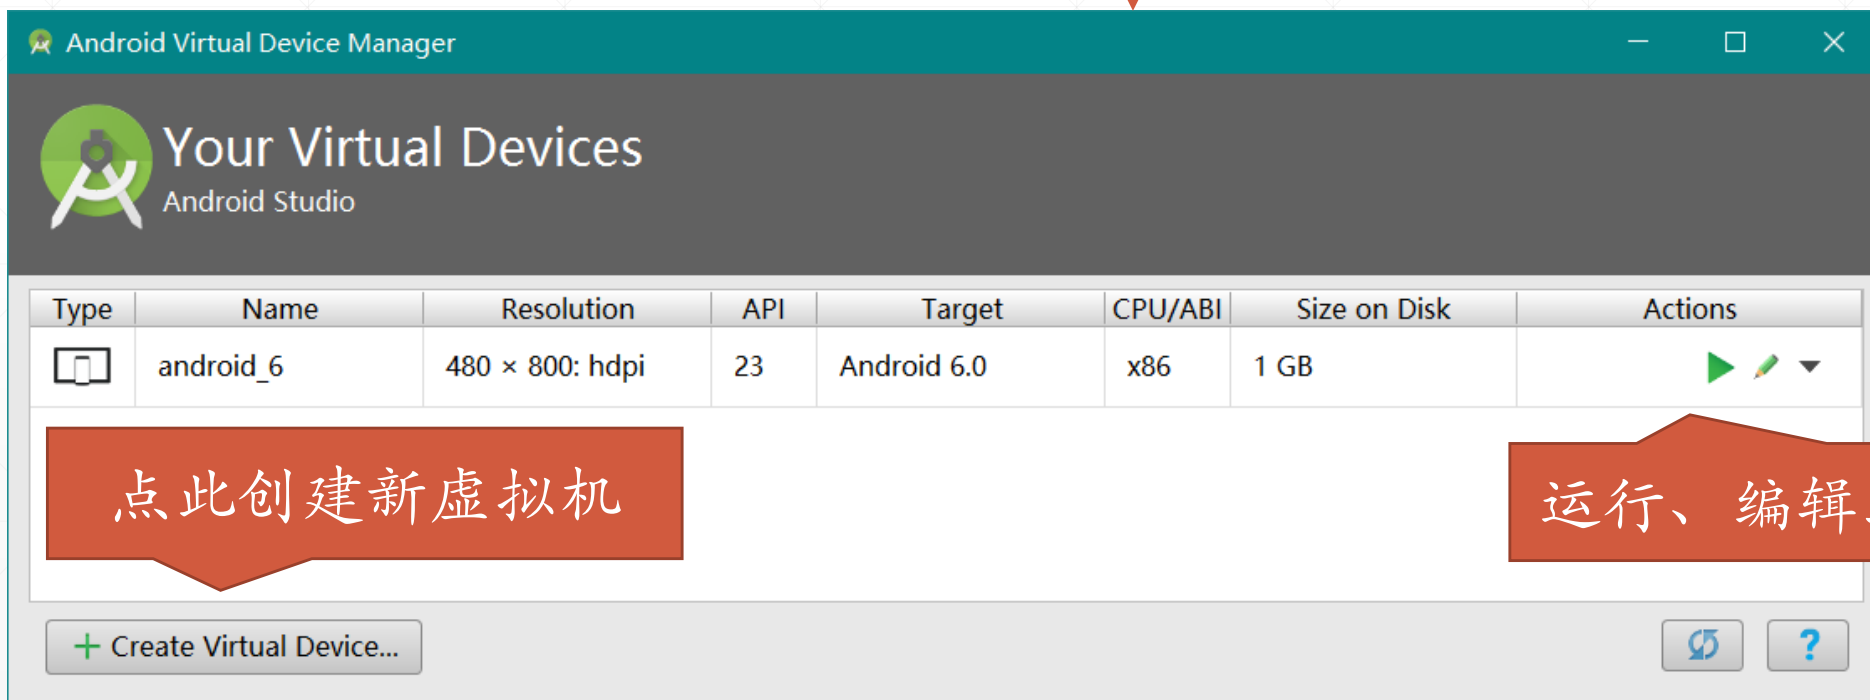 Android Virtual Device Manager
Your Virtual Devices
Android Studio
Type Name Resolution API Target CPU/ABI Size on Disk Actions
android_6 480 × 800: hdpi 23 Android 6.0 x86 1 GB
点此创建新虚拟机
运行、编辑
+ Create Virtual Device...
?